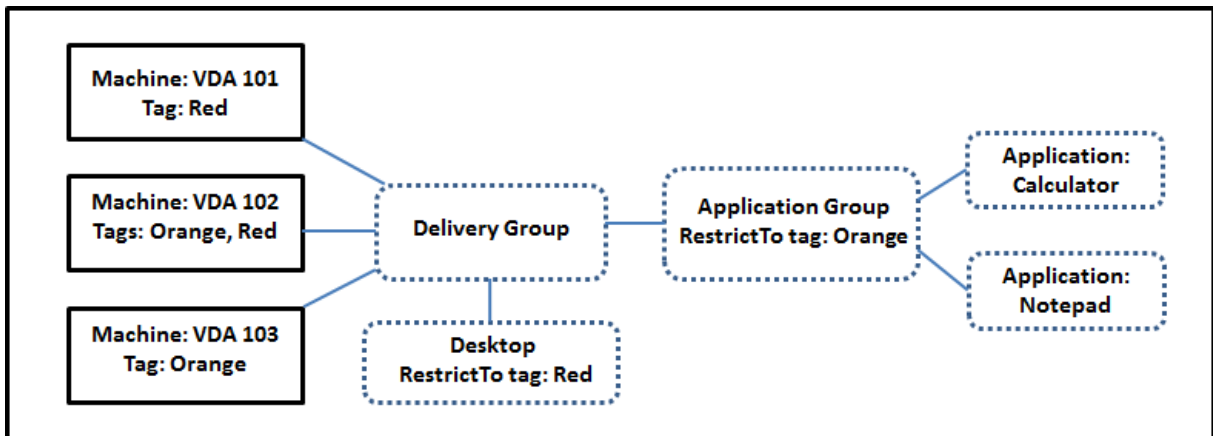 Machine: VDA 101
Tag: Red
Machine: VDA 102
Tags: Orange, Red
Machine: VDA 103
Tag: Orange
Delivery Group
Desktop
RestrictTo tag: Red
Application Group
RestrictTo tag: Orange
Application:
Calculator
Application:
Notepad